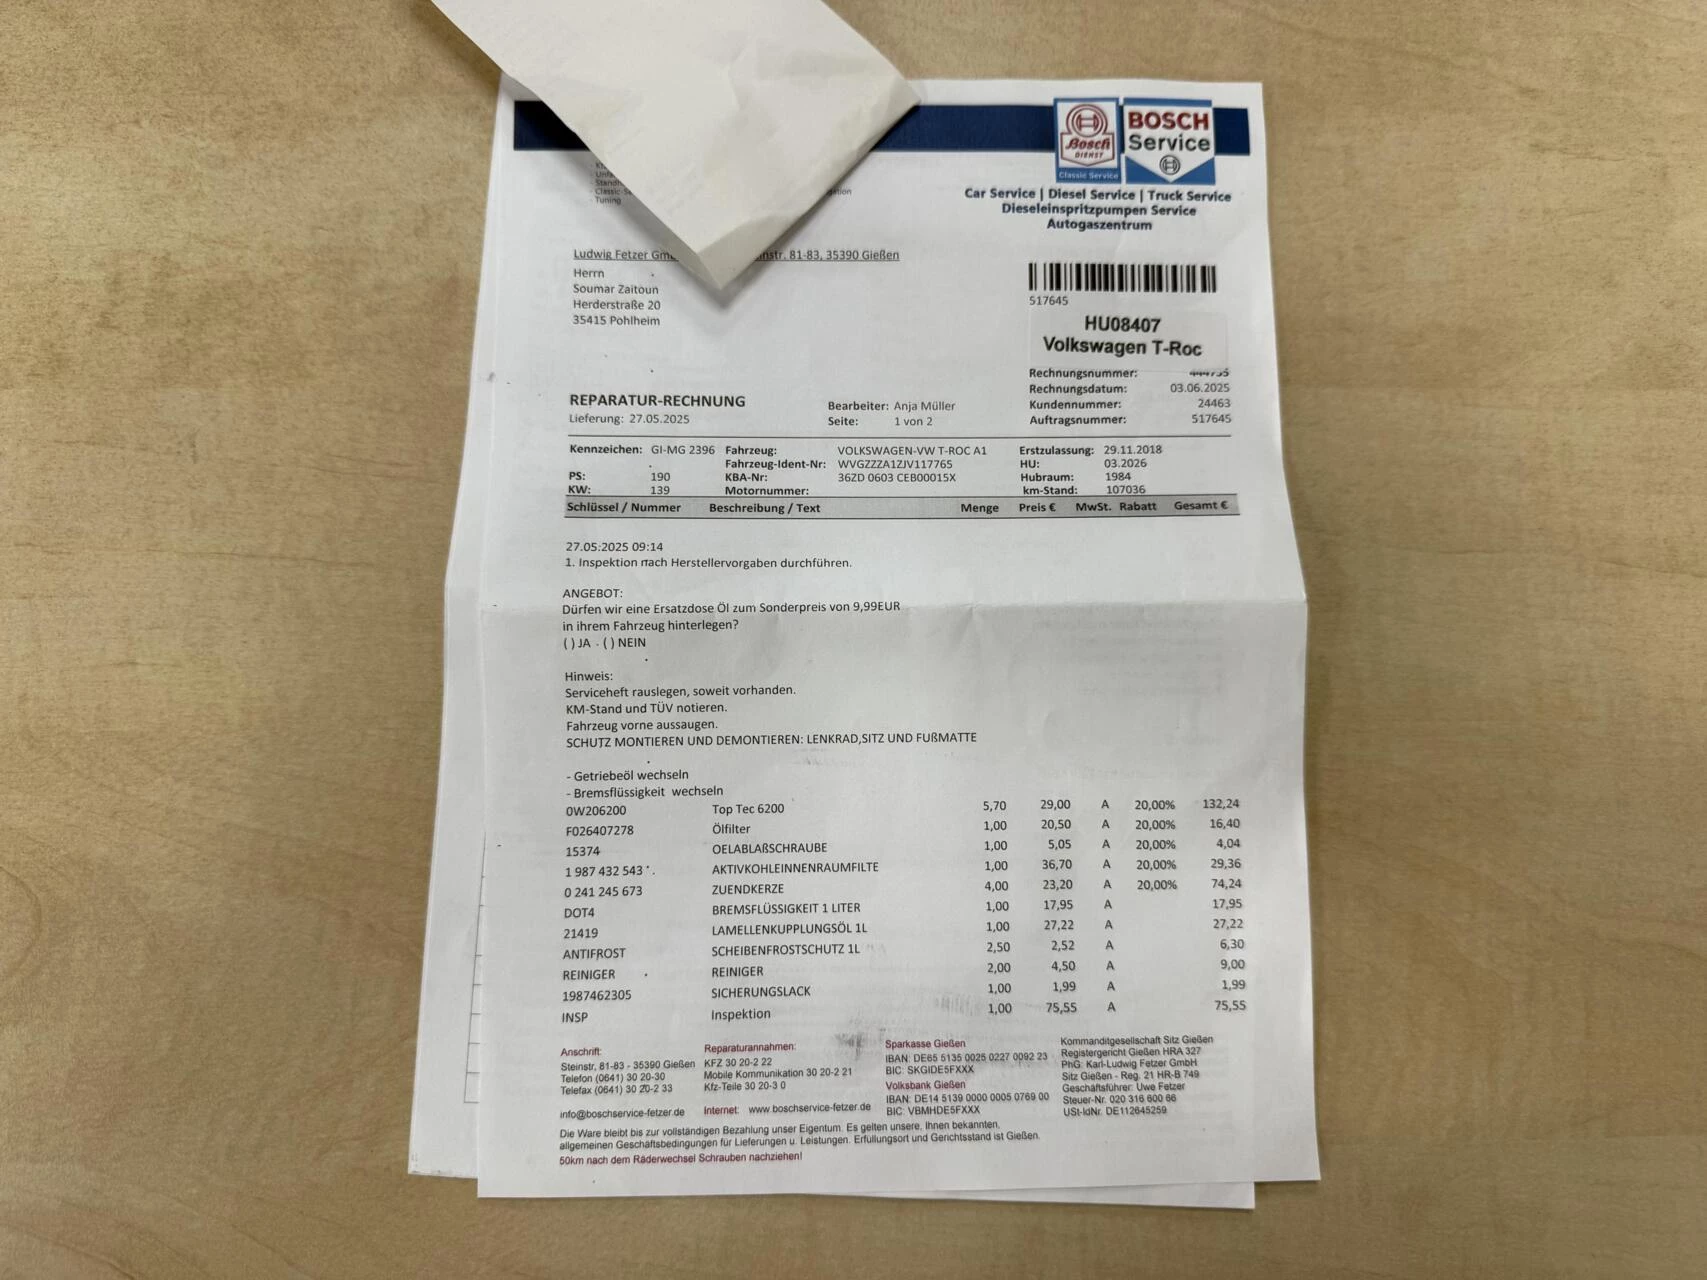 Bosch
DIENST
Classic Service
BOSCH
Service
Car Service | Diesel Service | Truck Service
Dieseleinspritzpumpen Service
Autogaszentrum
- Tuning
Ludwig Fetzer 81-83, 35390 Gießen
Herrn
Soumar Zaitoun
Herderstraße 20
35415 Pohlheim
517645
HU08407
Volkswagen T-Roc
Rechnungsnummer:
Rechnungsdatum: 03.06.2025
Kundennummer: 24463
Auftragsnummer: 517645
REPARATUR-RECHNUNG
Lieferung: 27.05.2025
Bearbeiter: Anja Müller
Seite: 1 von 2
Kennzeichen: GI-MG 2396 Fahrzeug: VOLKSWAGEN-VW T-ROC A1 Erstzulassung: 29.11.2018
Fahrzeug-Ident-Nr: WVGZZZA1ZJV117765 HU: 03.2026
PS: 190 KBA-Nr: 36ZD 0603 CEB00015X Hubraum: 1984
KW: 139 Motornummer: km-Stand: 107036
Schlüssel / Nummer Beschreibung / Text Menge Preis € MwSt. Rabatt Gesamt €
27.05.2025 09:14
1. Inspektion nach Herstellervorgaben durchführen.
ANGEBOT:
Dürfen wir eine Ersatzdose Öl zum Sonderpreis von 9,99EUR
in ihrem Fahrzeug hinterlegen?
( ) JA - ( ) NEIN
Hinweis:
Serviceheft rauslegen, soweit vorhanden.
KM-Stand und TÜV notieren.
Fahrzeug vorne aussaugen.
SCHUTZ MONTIEREN UND DEMONTIEREN: LENKRAD,SITZ UND FUßMATTE
- Getriebeöl wechseln
- Bremsflüssigkeit wechseln
0W206200 Top Tec 6200 5,70 29,00 A 20,00% 132,24
F026407278 Ölfilter 1,00 20,50 A 20,00% 16,40
15374 OELABLAßSCHRAUBE 1,00 5,05 A 20,00% 4,04
1 987 432 543 AKTIVKOHLEINNENRAUMFILTE 1,00 36,70 A 20,00% 29,36
0 241 245 673 ZUENDKERZE 4,00 23,20 A 20,00% 74,24
DOT4 BREMSFLÜSSIGKEIT 1 LITER 1,00 17,95 A 17,95
21419 LAMELLENKUPPLUNGSÖL 1L 1,00 27,22 A 27,22
ANTIFROST SCHEIBENFROSTSCHUTZ 1L 2,50 2,52 A 6,30
REINIGER REINIGER 2,00 4,50 A 9,00
1987462305 SICHERUNGSLACK 1,00 1,99 A 1,99
INSP Inspektion 1,00 75,55 A 75,55
Anschrift:
Steinstr. 81-83 - 35390 Gießen
Telefon (0641) 30 20-30
Telefax (0641) 30 20-2 33
info@boschservice-fetzer.de
Reparaturannahmen:
KFZ 30 20-2 22
Mobile Kommunikation 30 20-2 21
Kfz-Teile 30 20-3 0
Internet: www.boschservice-fetzer.de
Sparkasse Gießen
IBAN: DE65 5135 0025 0227 0092 23
BIC: SKGIDE5FXXX
Volksbank Gießen
IBAN: DE14 5139 0000 0005 0769 00
BIC: VBMHDE5FXXX
Kommanditgesellschaft Sitz Gießen
Registergericht Gießen HRA 327
PhG: Karl-Ludwig Fetzer GmbH
Sitz Gießen - Reg. 21 HR-B 749
Geschäftsführer: Uwe Fetzer
Steuer-Nr. 020 316 600 66
USt-IdNr. DE112645259
Die Ware bleibt bis zur vollständigen Bezahlung unser Eigentum. Es gelten unsere, Ihnen bekannten,
allgemeinen Geschäftsbedingungen für Lieferungen u. Leistungen. Erfüllungsort und Gerichtsstand ist Gießen.
50km nach dem Räderwechsel Schrauben nachziehen!